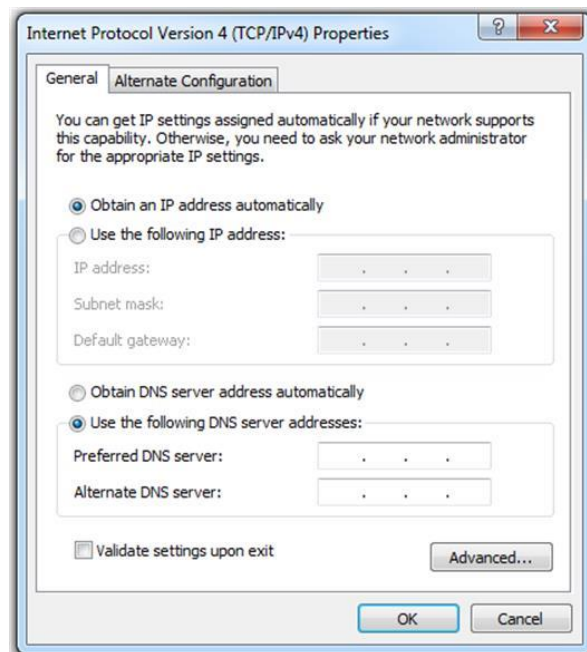 Internet Protocol Version 4 (TCP/IPv4) Properties
General
Alternate Configuration
You can get IP settings assigned automatically if your network supports
this capability. Otherwise, you need to ask your network administrator
for the appropriate IP settings.
Obtain an IP address automatically
Use the following IP address:
IP address:
Subnet mask:
Default gateway:
Obtain DNS server address automatically
Use the following DNS server addresses:
Preferred DNS server:
Alternate DNS server:
Validate settings upon exit
Advanced...
OK
Cancel